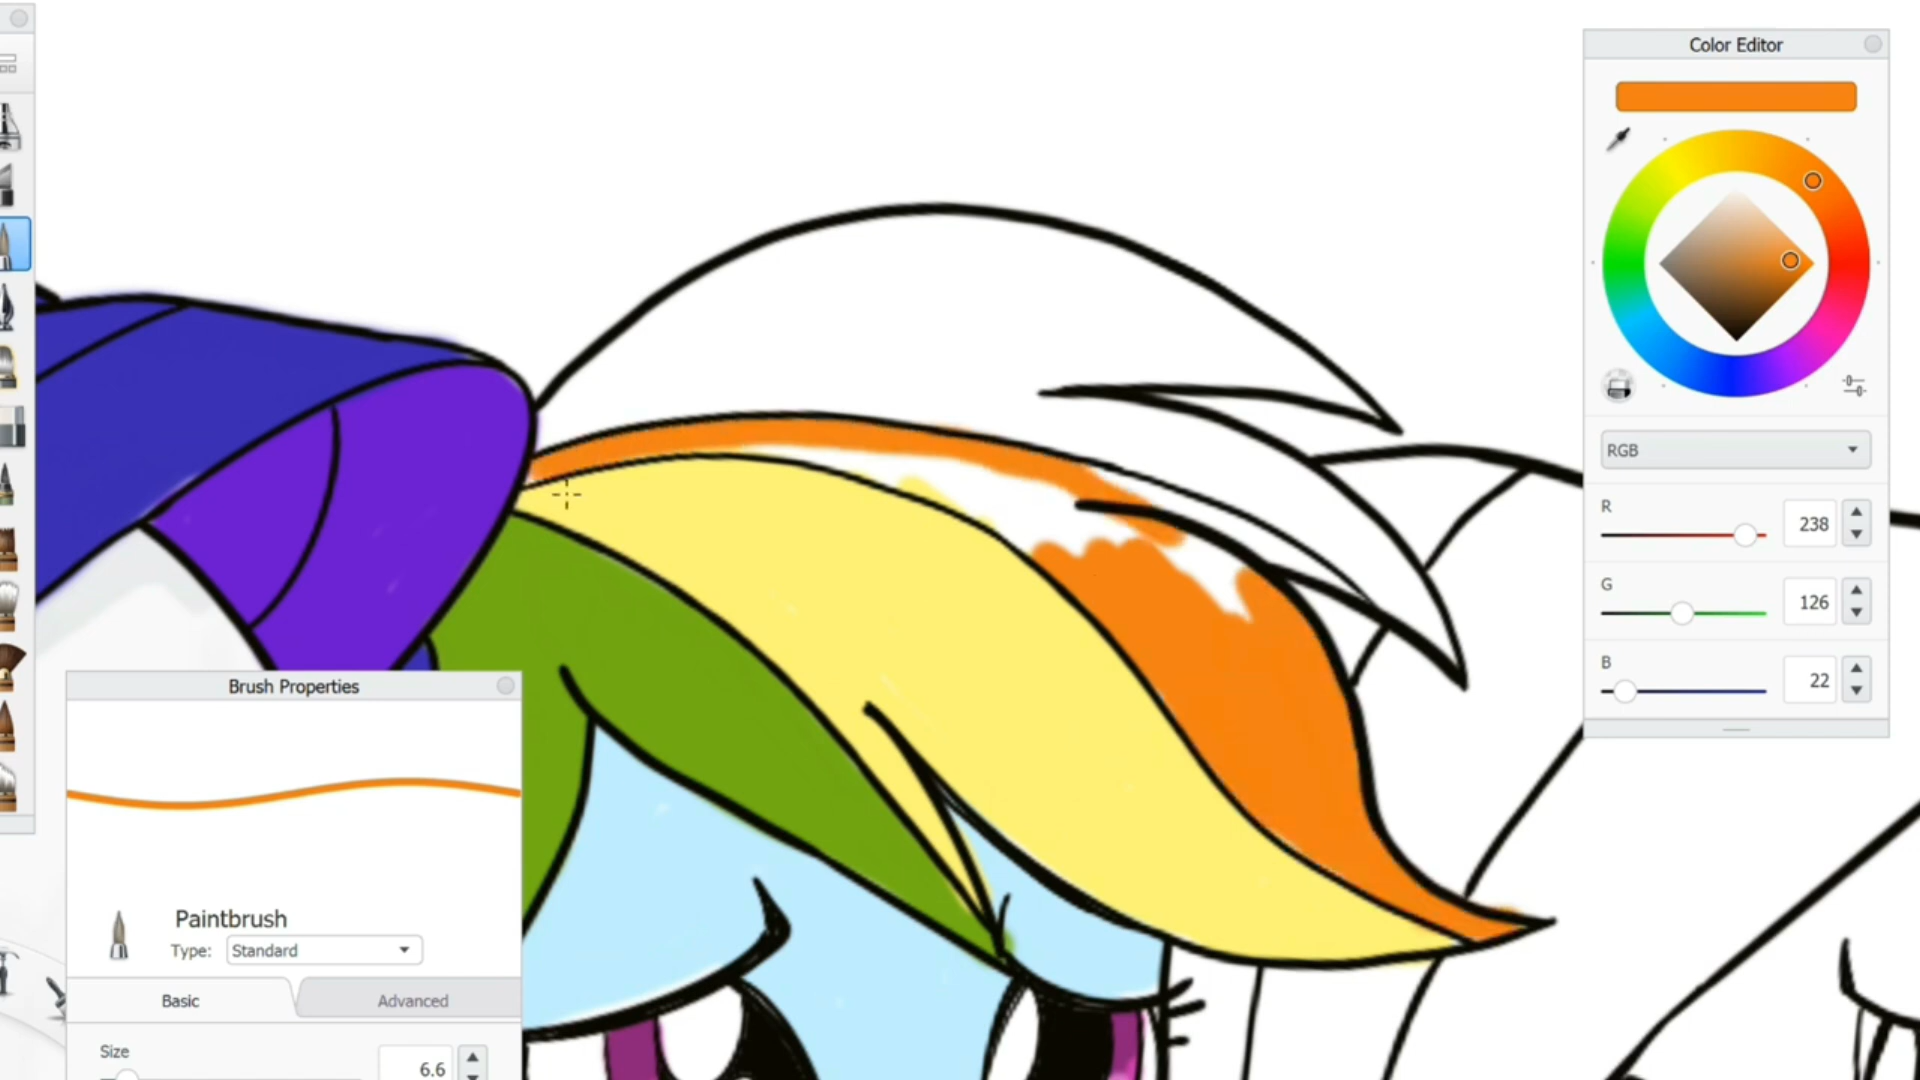 Color Editor
RGB
R
238
G
126
B
22
Brush Properties
Paintbrush
Type: Standard
Basic
Advanced
Size
6.6